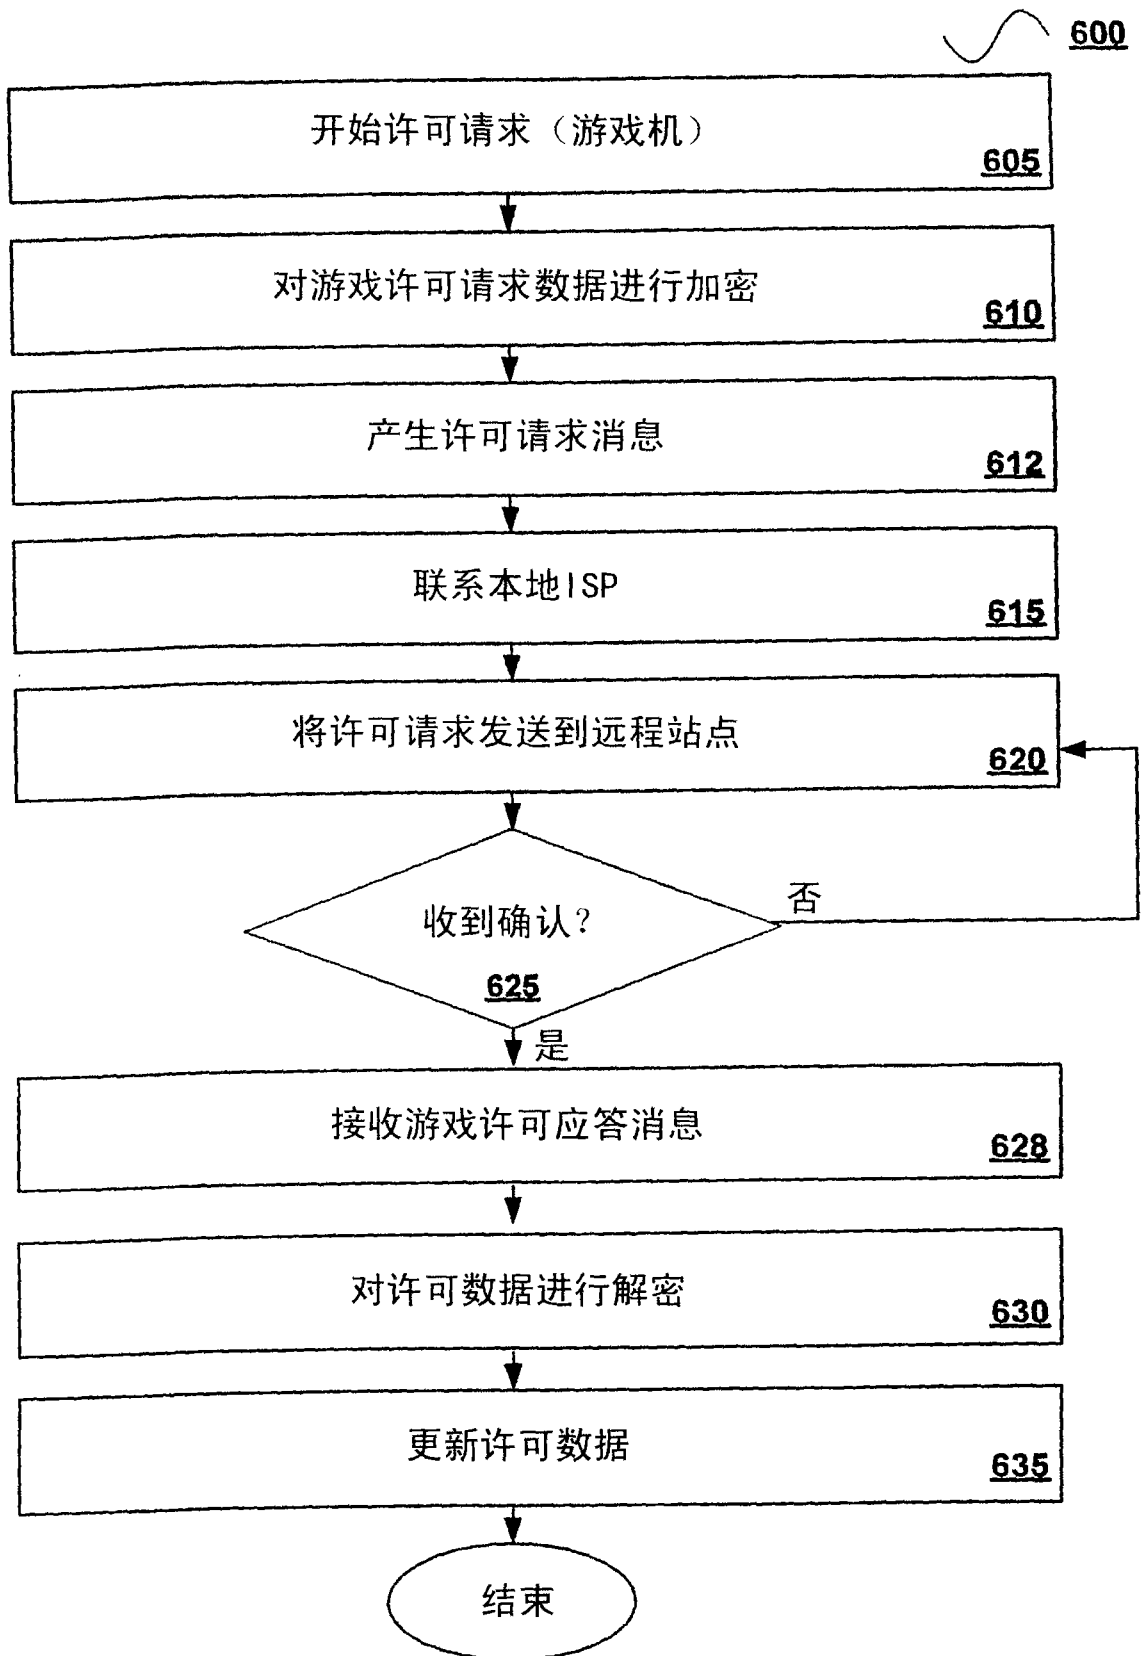 600
开始许可请求（游戏机）
605
对游戏许可请求数据进行加密
610
产生许可请求消息
612
联系本地ISP
615
将许可请求发送到远程站点
620
收到确认?
否
625
是
接收游戏许可应答消息
628
对许可数据进行解密
630
更新许可数据
635
结束